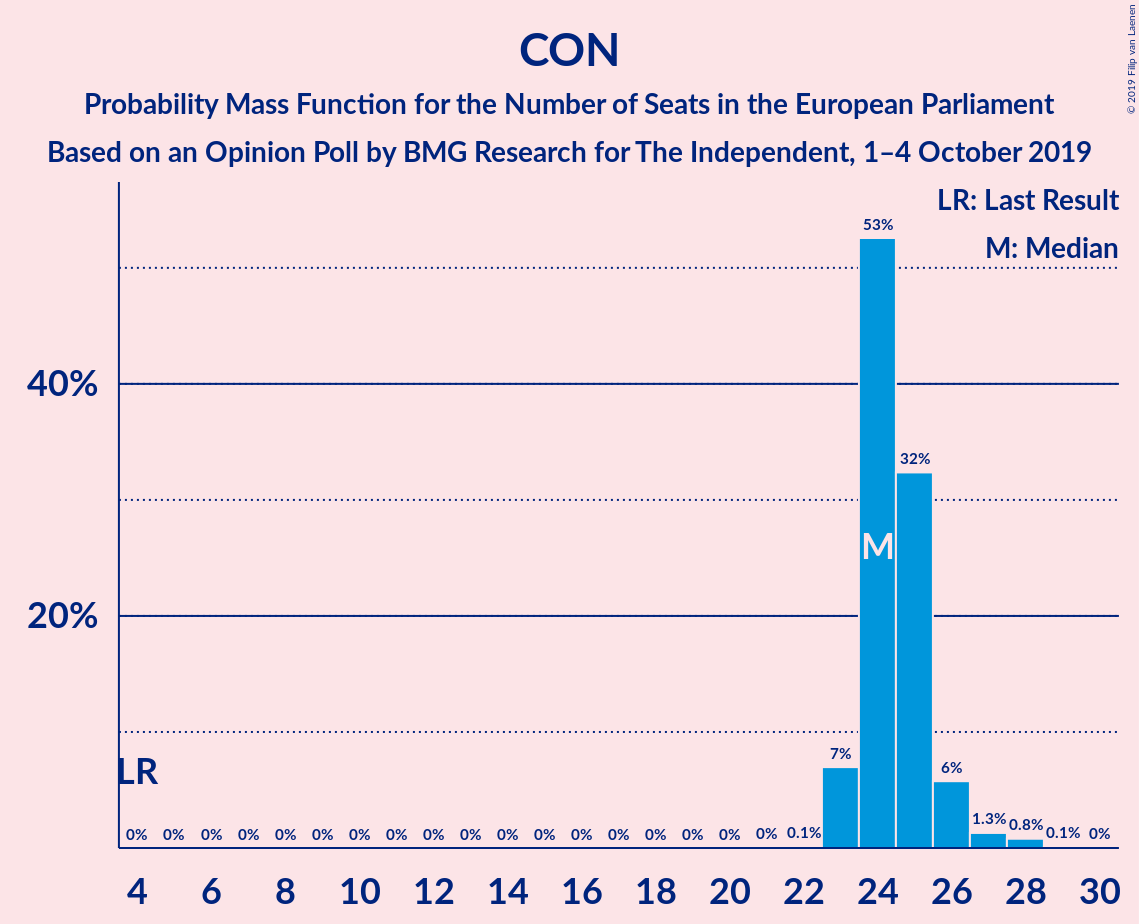 CON
Probability Mass Function for the Number of Seats in the European Parliament
Based on an Opinion Poll by BMG Research for The Independent, 1–4 October 2019
© 2019 Filip van Laenen
LR: Last Result
M: Median
53%
40%
32%
M
20%
7%
6%
LR
0% 0% 0% 0% 0% 0% 0% 0% 0% 0% 0% 0% 0% 0% 0% 0% 0% 0% 0.1% 1.3% 0.8% 0.1% 0%
4 6 8 10 12 14 16 18 20 22 24 26 28 30